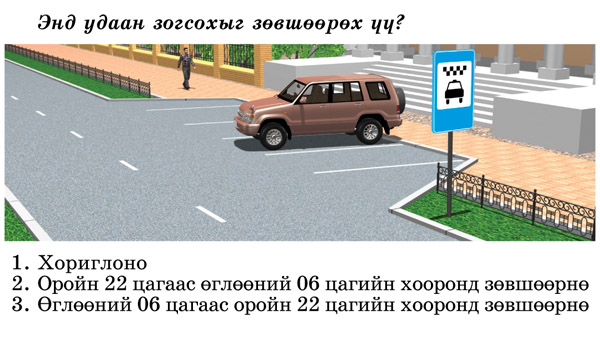 Энд удаан зогсохыг зөвшөөрөх үү?
1. Хориглоно
2. Оройн 22 цагаас өглөөний 06 цагийн хооронд зөвшөөрнө
3. Өглөөний 06 цагаас оройн 22 цагийн хооронд зөвшөөрнө